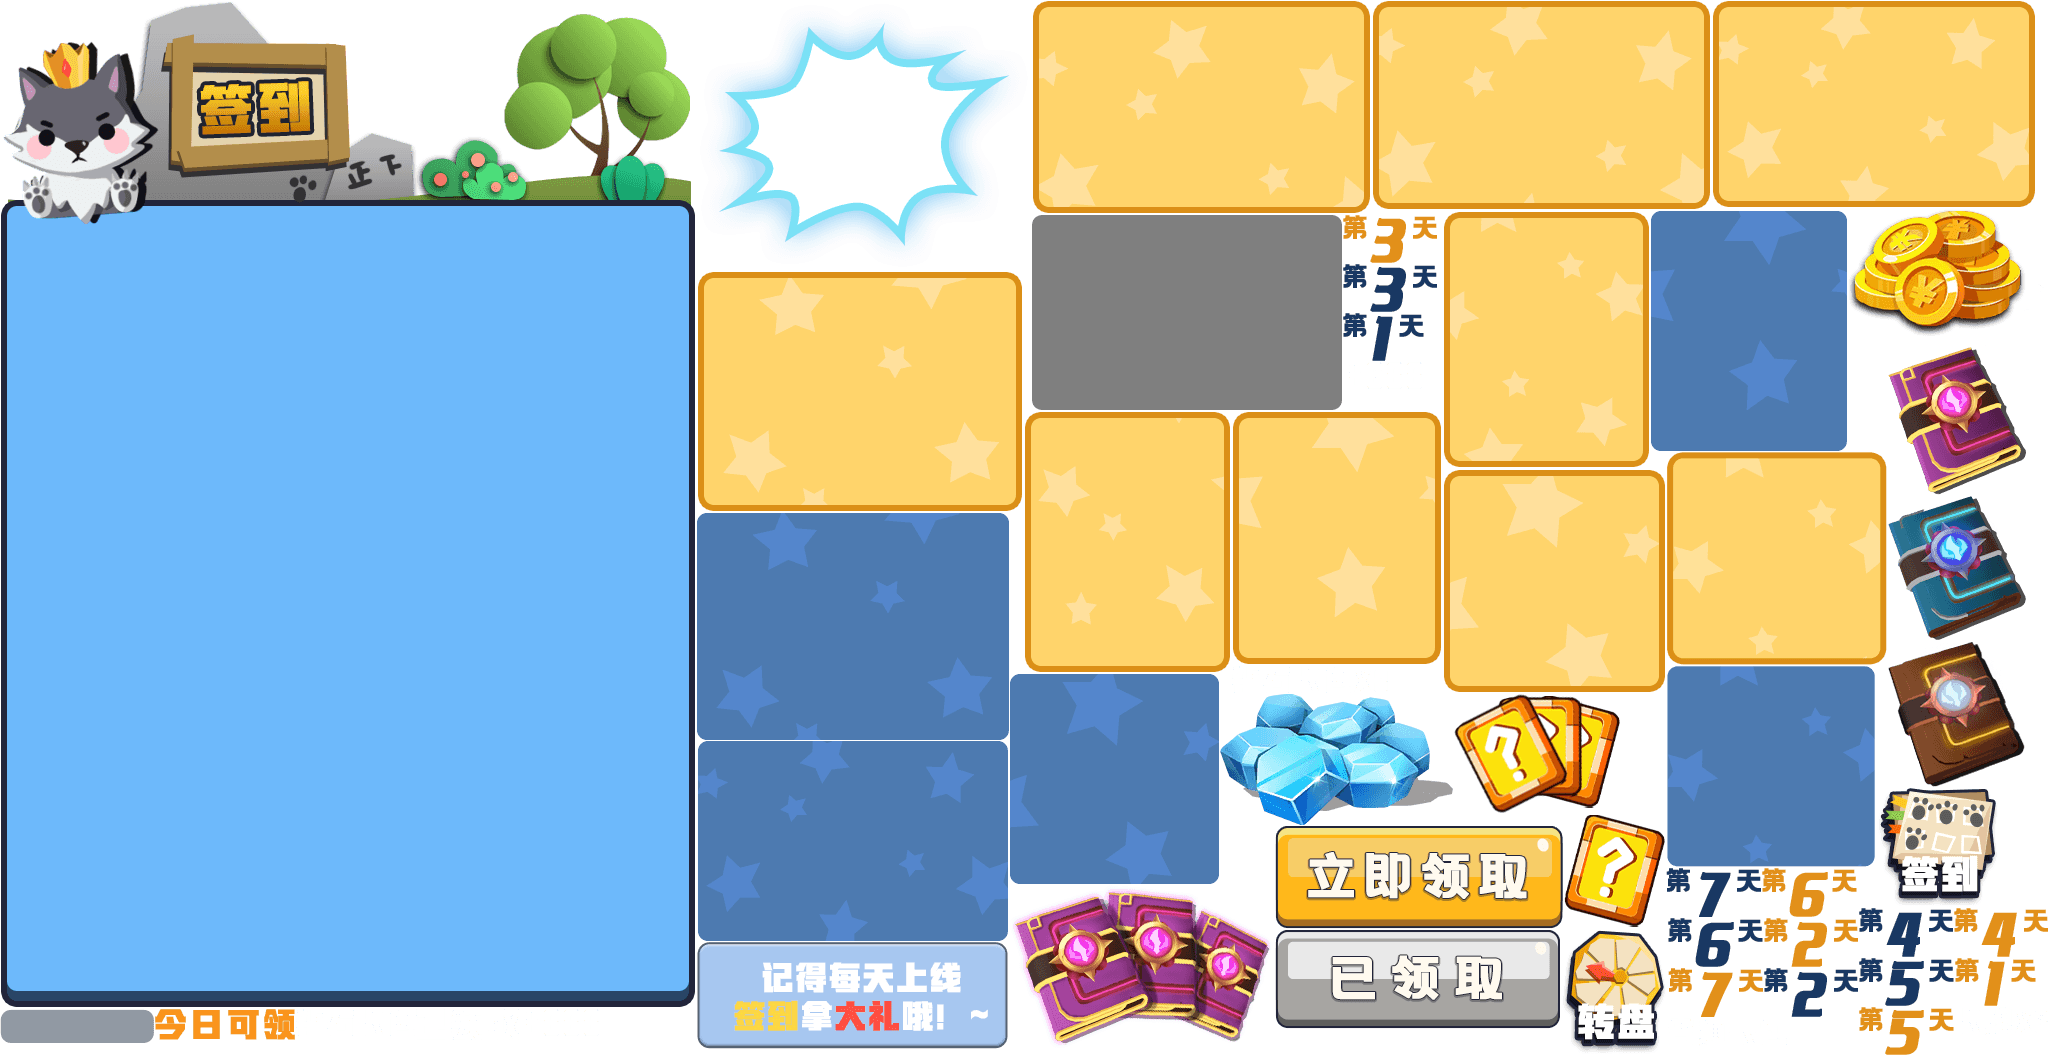 签到
正下
第3天
第3天
第1天
立即领取
已领取
签到
转盘
第7天
第6天
第6天
第2天
第7天
第2天
第4天
第4天
第5天
第1天
第5天
记得每天上线
签到拿大礼哦! ~
今日可领